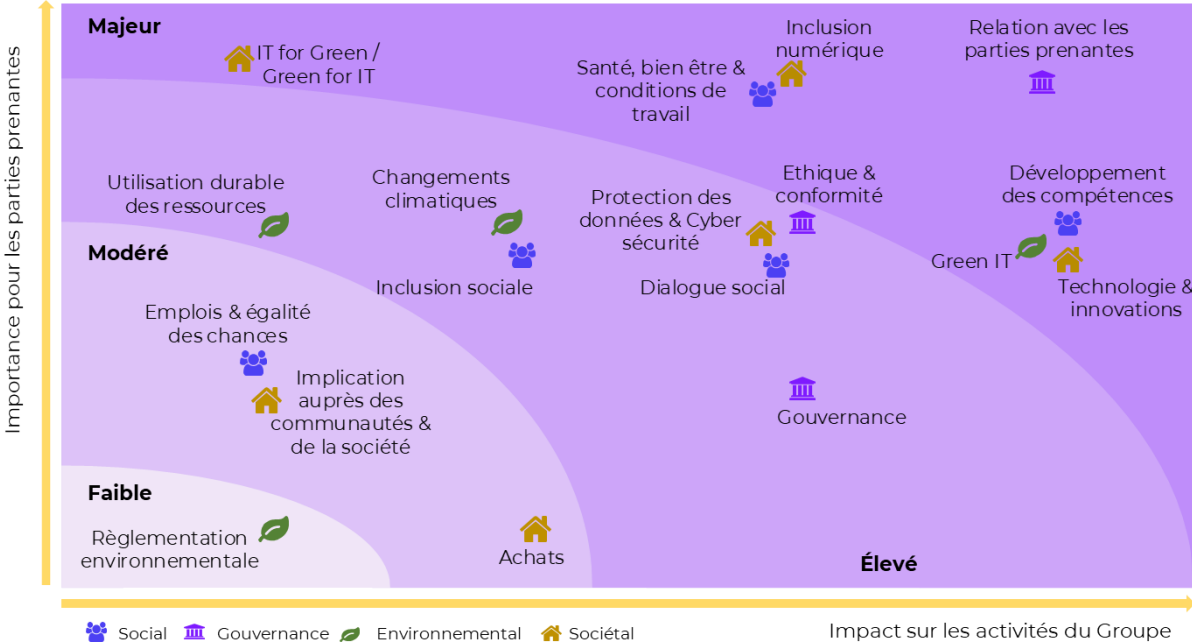 Importance pour les parties prenantes
Majeur
IT for Green /
Green for IT
Santé, bien être &
conditions de
travail
Inclusion
numérique
Relation avec les
parties prenantes
Utilisation durable
des ressources
Changements
climatiques
Protection des
données & Cyber
sécurité
Ethique &
conformité
Développement
des compétences
Modéré
Inclusion sociale
Dialogue social
Green IT
Technologie &
innovations
Emplois & égalité
des chances
Implication
auprès des
communautés &
de la société
Gouvernance
Faible
Règlementation
environnementale
Achats
Élevé
Social
Gouvernance
Environnemental
Sociétal
Impact sur les activités du Groupe